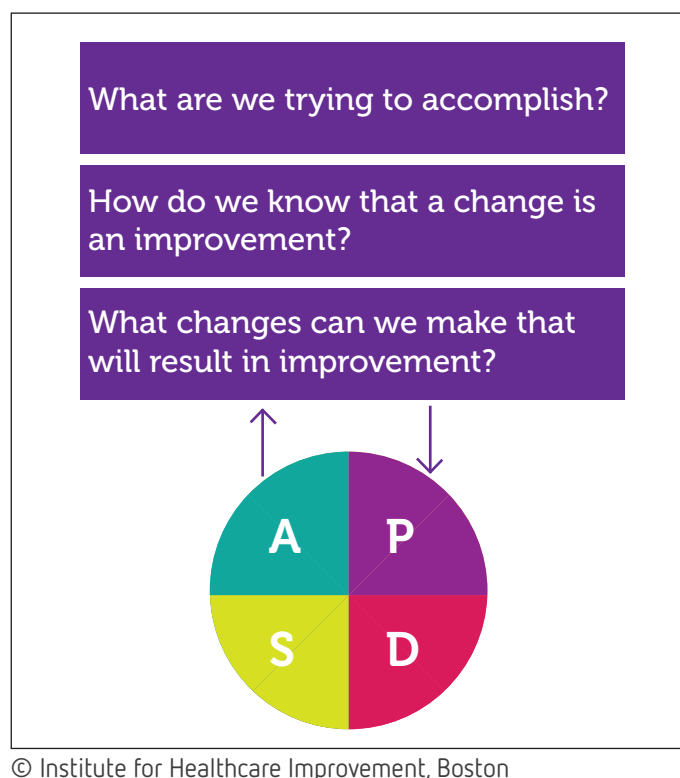 What are we trying to accomplish?
How do we know that a change is
an improvement?
What changes can we make that
will result in improvement?
A P
S D
© Institute for Healthcare Improvement, Boston